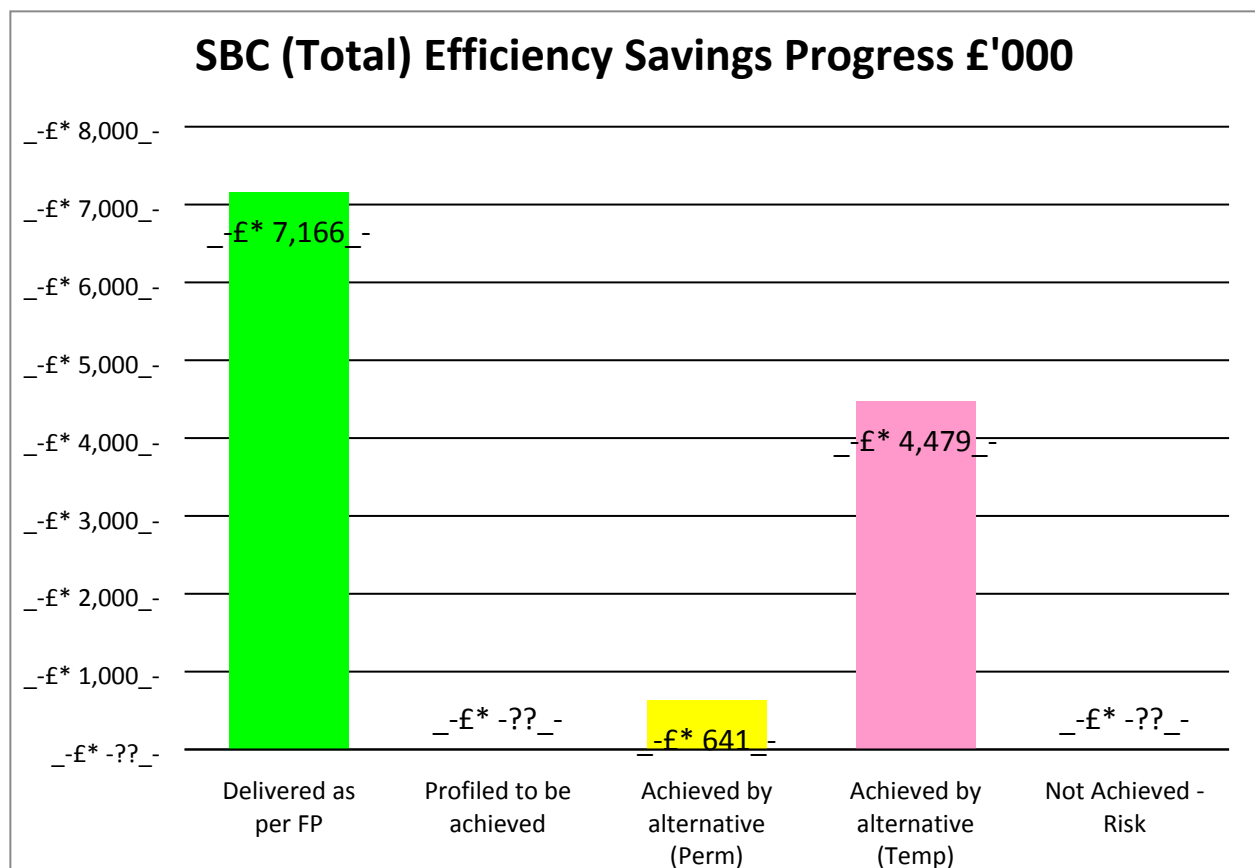 SBC (Total) Efficiency Savings Progress £'000
_-£* 8,000_-
_-£* 7,000_-
_-£* 6,000_-
_-£* 5,000_-
_-£* 4,000_-
_-£* 3,000_-
_-£* 2,000_-
_-£* 1,000_-
_-£* -??_-
_-£* 7,166_-
_-£* -??_-
_-£* 641_-
_-£* 4,479_-
_-£* -??_-
Delivered as
per FP
Profiled to be
achieved
Achieved by
alternative
(Perm)
Achieved by
alternative
(Temp)
Not Achieved -
Risk